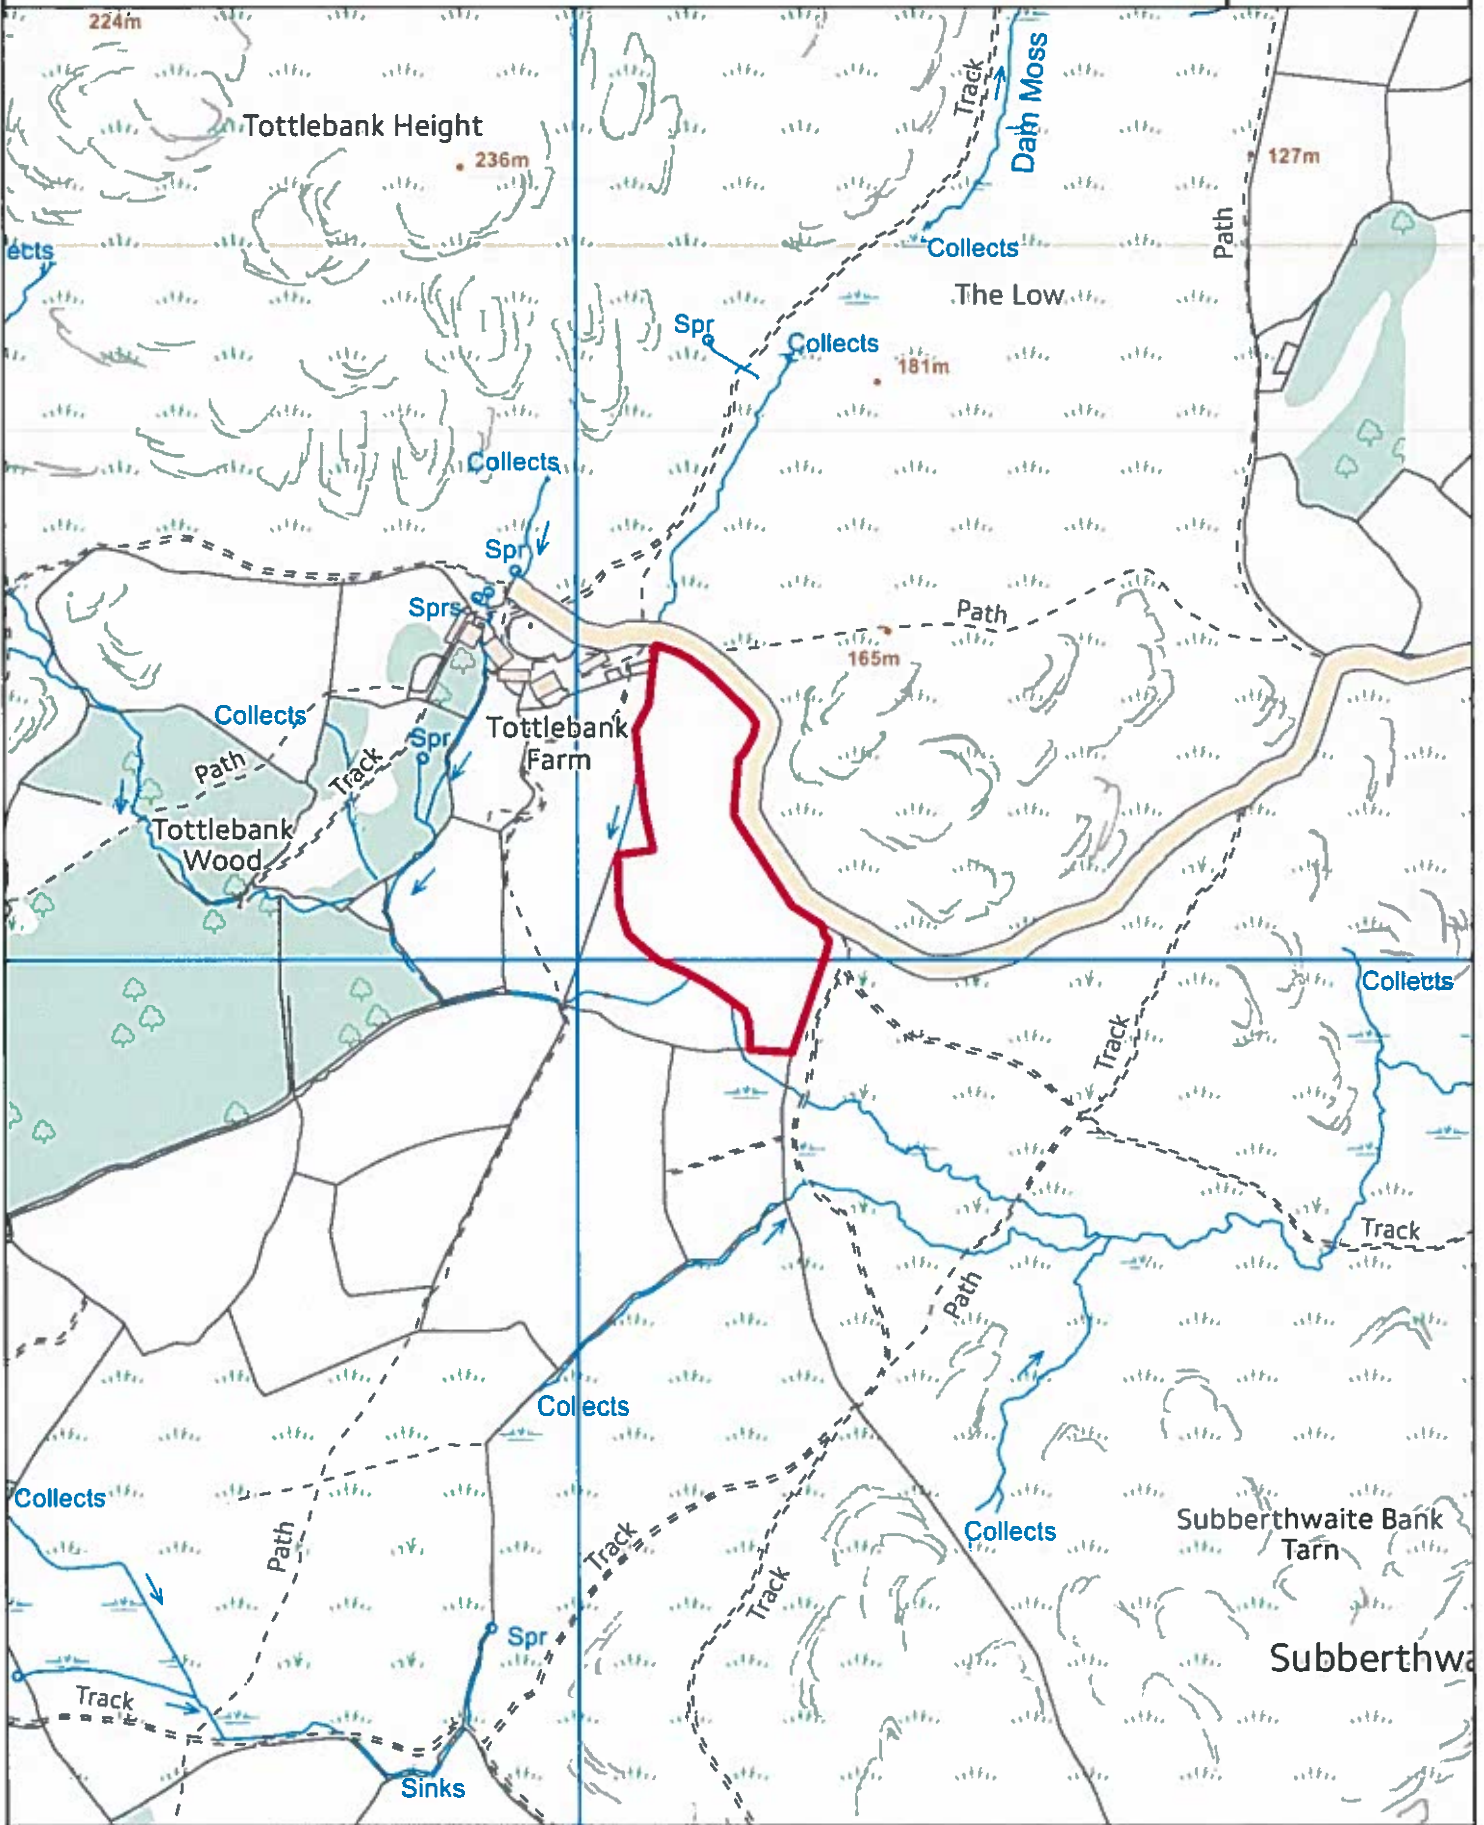 224m
Track
Dam Moss
Tottlebank Height
236m
127m
Path
ects
Collects
The Low
Spr
Collects
181m
Collects
Spr
Sprs
Path
165m
Collects
Tottlebank
Farm
Spr
Path
Track
Tottlebank
Wood
Collects
Track
Track
Path
Collects
Collects
Path
Track
Collects
Subberthwaite Bank
Tarn
Track
Spr
Subberthwa
Track
Sinks